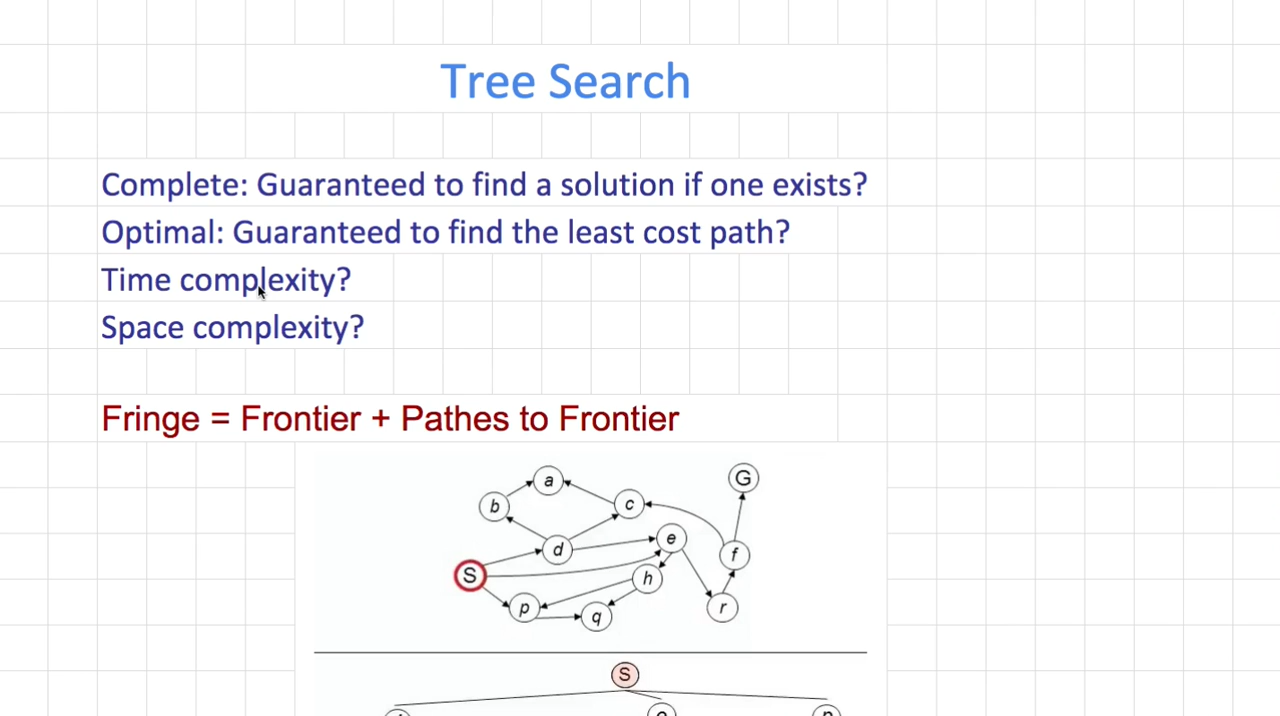 Tree Search
Complete: Guaranteed to find a solution if one exists?
Optimal: Guaranteed to find the least cost path?
Time complexity?
Space complexity?
Fringe = Frontier + Pathes to Frontier
a
G
b
c
e
d
f
S
h
p
q
r
S